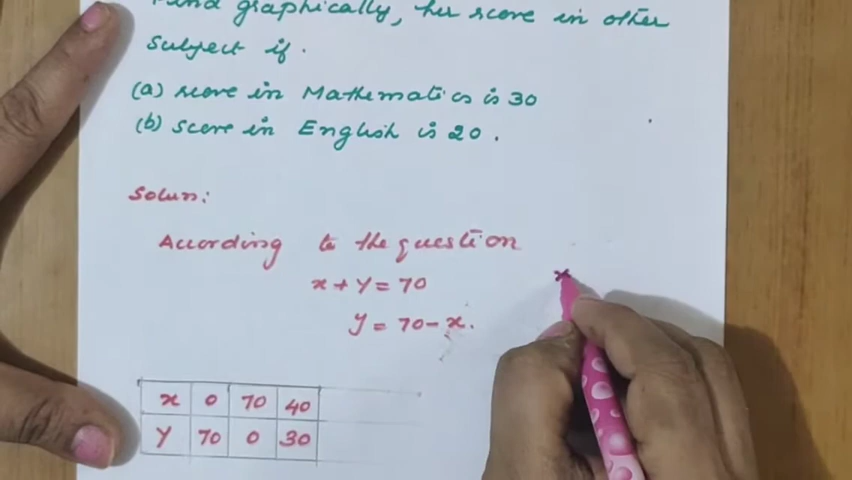 Find graphically, her score in other
subject if.
(a) score in Mathematics is 30
(b) score in English is 20.
Solun:
According to the question
x + y = 70
y = 70 - x.
x 0 70 40
y 70 0 30
x